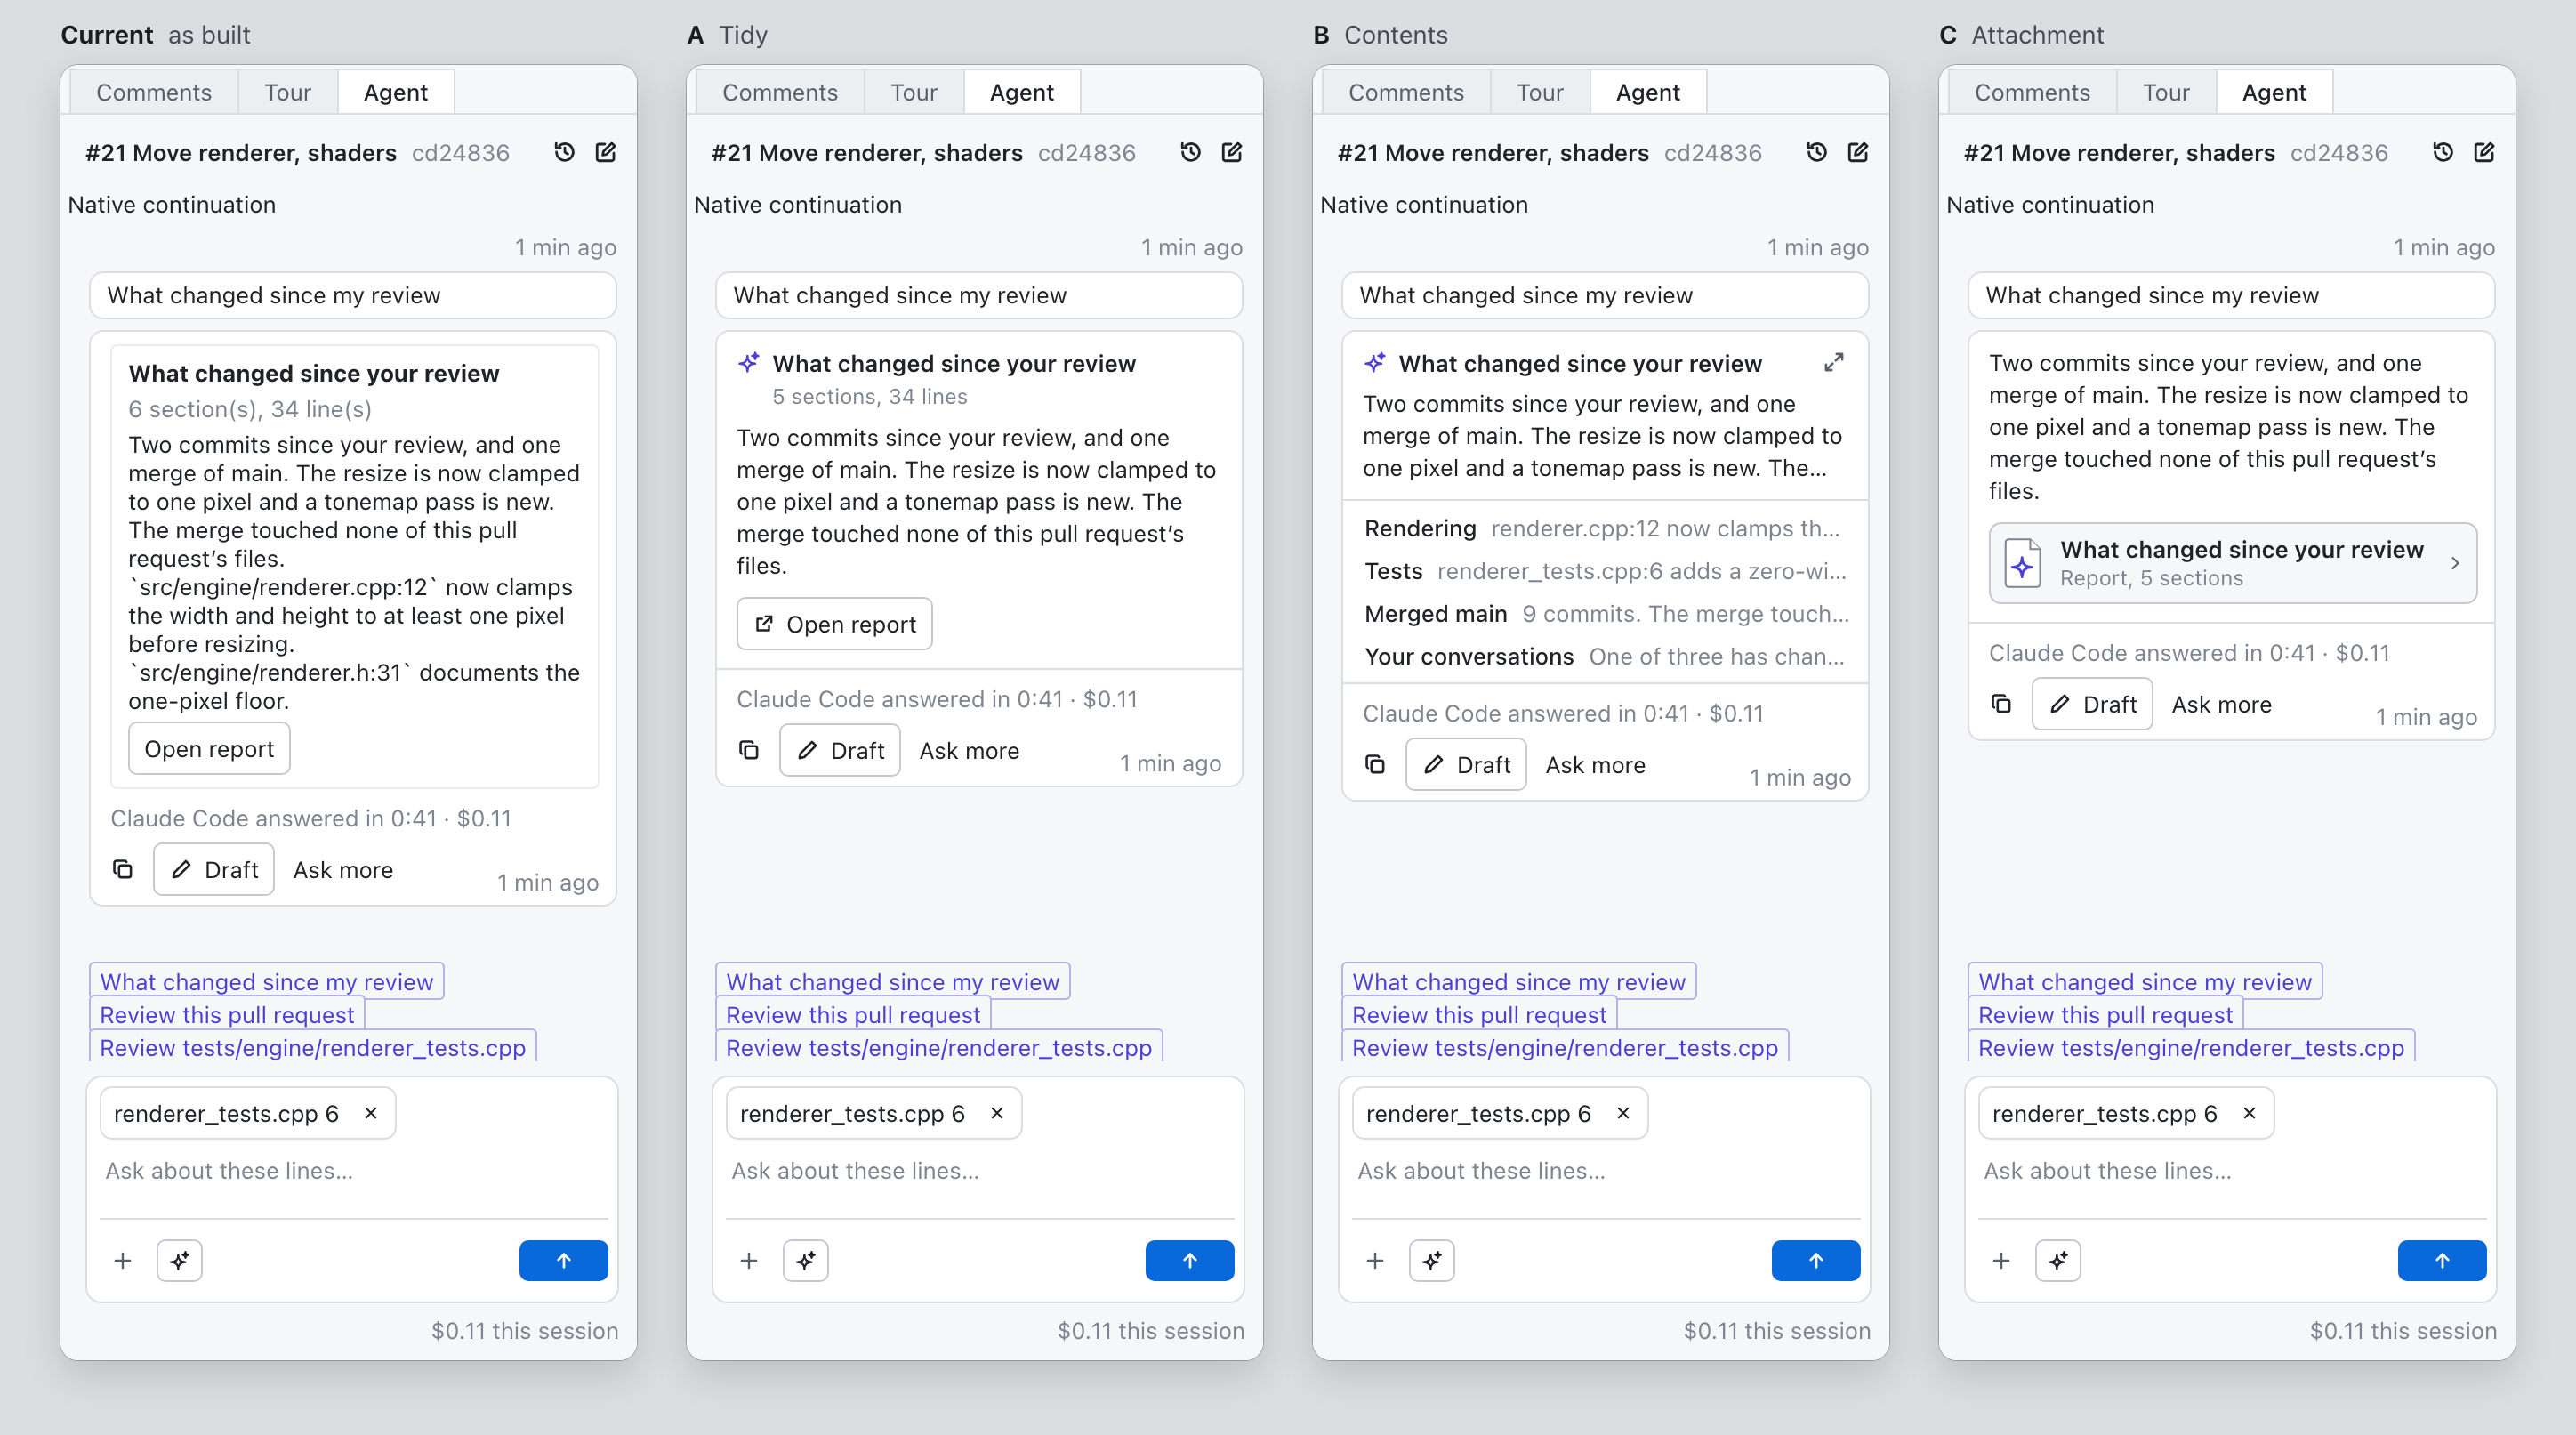 Current as built
Comments Tour Agent
#21 Move renderer, shaders cd24836
Native continuation
1 min ago
What changed since my review
What changed since your review
6 section(s), 34 line(s)
Two commits since your review, and one
merge of main. The resize is now clamped
to one pixel and a tonemap pass is new.
The merge touched none of this pull
request’s files.
`src/engine/renderer.cpp:12` now clamps
the width and height to at least one pixel
before resizing.
`src/engine/renderer.h:31` documents the
one-pixel floor.
Open report
Claude Code answered in 0:41 · $0.11
Draft Ask more 1 min ago
What changed since my review
Review this pull request
Review tests/engine/renderer_tests.cpp
renderer_tests.cpp 6 ×
Ask about these lines...
$0.11 this session
A Tidy
Comments Tour Agent
#21 Move renderer, shaders cd24836
Native continuation
1 min ago
What changed since my review
What changed since your review
5 sections, 34 lines
Two commits since your review, and one
merge of main. The resize is now clamped to
one pixel and a tonemap pass is new. The
merge touched none of this pull request’s
files.
Open report
Claude Code answered in 0:41 · $0.11
Draft Ask more 1 min ago
What changed since my review
Review this pull request
Review tests/engine/renderer_tests.cpp
renderer_tests.cpp 6 ×
Ask about these lines...
$0.11 this session
B Contents
Comments Tour Agent
#21 Move renderer, shaders cd24836
Native continuation
1 min ago
What changed since my review
What changed since your review
Two commits since your review, and one
merge of main. The resize is now clamped to
one pixel and a tonemap pass is new. The...
Rendering renderer.cpp:12 now clamps th...
Tests renderer_tests.cpp:6 adds a zero-wi...
Merged main 9 commits. The merge touch...
Your conversations One of three has chan...
Claude Code answered in 0:41 · $0.11
Draft Ask more 1 min ago
What changed since my review
Review this pull request
Review tests/engine/renderer_tests.cpp
renderer_tests.cpp 6 ×
Ask about these lines...
$0.11 this session
C Attachment
Comments Tour Agent
#21 Move renderer, shaders cd24836
Native continuation
1 min ago
What changed since my review
Two commits since your review, and one
merge of main. The resize is now clamped to
one pixel and a tonemap pass is new. The
merge touched none of this pull request’s
files.
What changed since your review
Report, 5 sections
Claude Code answered in 0:41 · $0.11
Draft Ask more 1 min ago
What changed since my review
Review this pull request
Review tests/engine/renderer_tests.cpp
renderer_tests.cpp 6 ×
Ask about these lines...
$0.11 this session